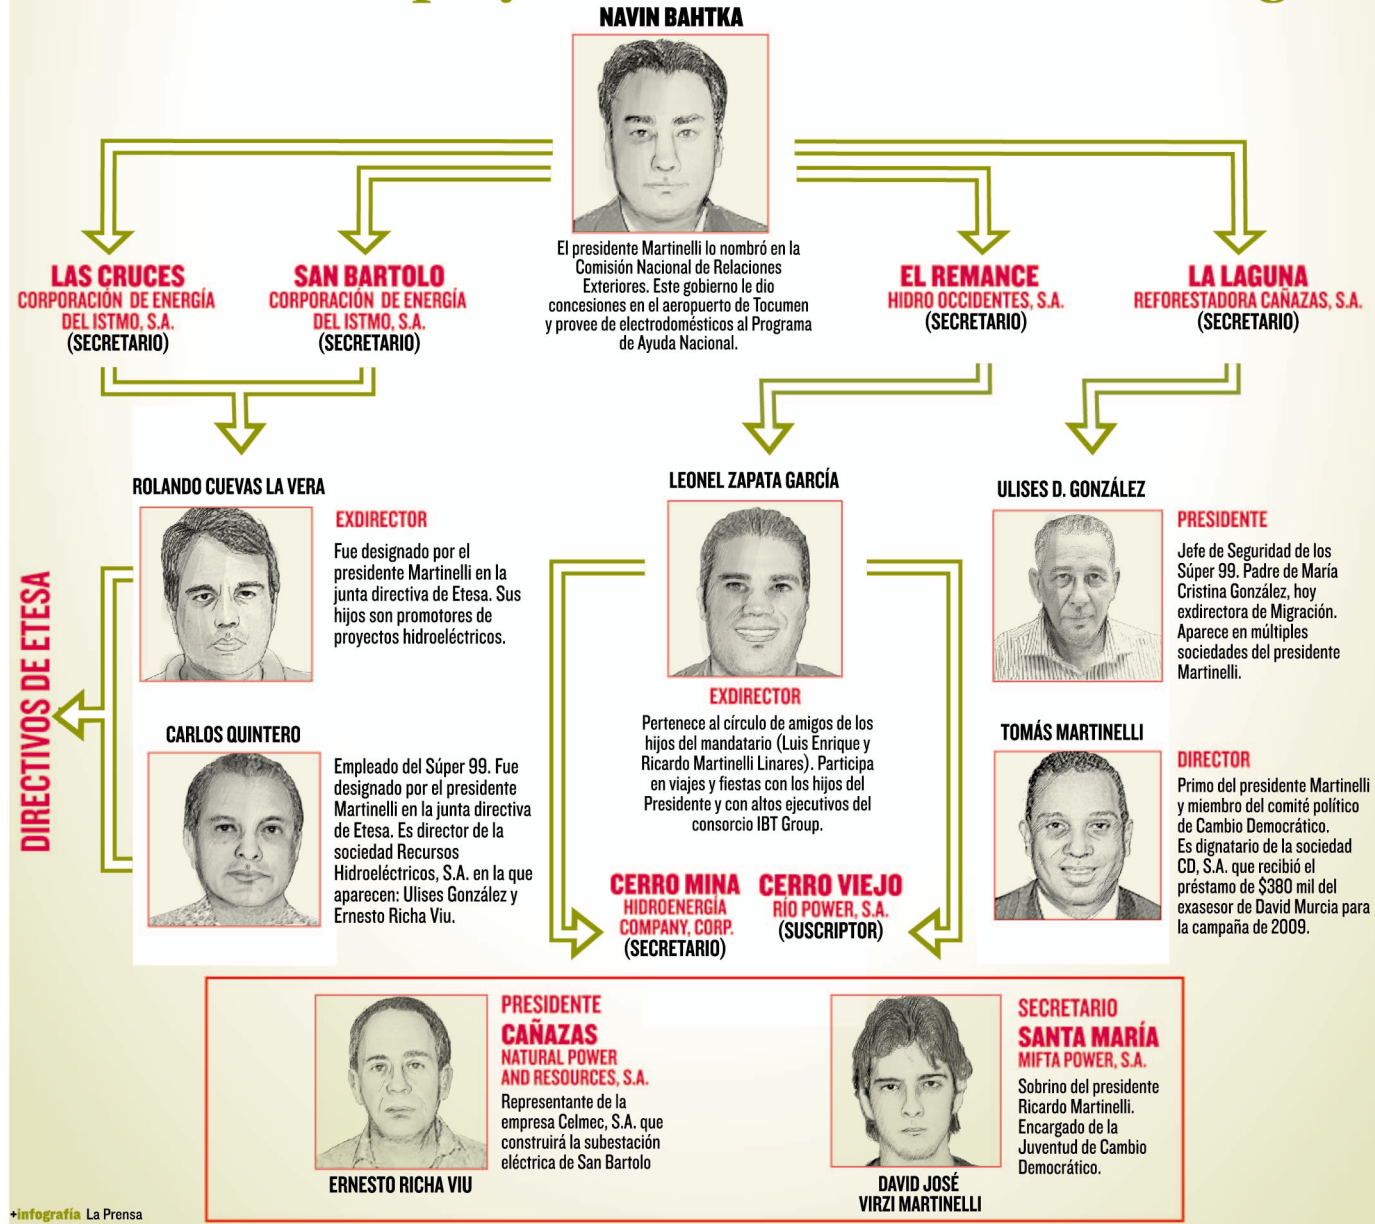 NAVIN BAHTKA
El presidente Martinelli lo nombró en la
Comisión Nacional de Relaciones
Exteriores. Este gobierno le dio
concesiones en el aeropuerto de Tocumen
y provee de electrodomésticos al Programa
de Ayuda Nacional.
LAS CRUCES
CORPORACIÓN DE ENERGÍA
DEL ISTMO, S.A.
(SECRETARIO)
SAN BARTOLO
CORPORACIÓN DE ENERGÍA
DEL ISTMO, S.A.
(SECRETARIO)
EL REMANCE
HIDRO OCCIDENTES, S.A.
(SECRETARIO)
LA LAGUNA
REFORESTADORA CAÑAZAS, S.A.
(SECRETARIO)
DIRECTIVOS DE ETESA
ROLANDO CUEVAS LA VERA
EXDIRECTOR
Fue designado por el
presidente Martinelli en la
junta directiva de Etesa. Sus
hijos son promotores de
proyectos hidroeléctricos.
CARLOS QUINTERO
Empleado del Súper 99. Fue
designado por el presidente
Martinelli en la junta directiva
de Etesa. Es director de la
sociedad Recursos
Hidroeléctricos, S.A. en la que
aparecen: Ulises González y
Ernesto Richa Viu.
LEONEL ZAPATA GARCÍA
EXDIRECTOR
Pertenece al círculo de amigos de los
hijos del mandatario (Luis Enrique y
Ricardo Martinelli Linares). Participa
en viajes y fiestas con los hijos del
Presidente y con altos ejecutivos del
consorcio IBT Group.
CERRO MINA
HIDROENERGÍA
COMPANY, CORP.
(SECRETARIO)
CERRO VIEJO
RÍO POWER, S.A.
(SUSCRIPTOR)
ULISES D. GONZÁLEZ
PRESIDENTE
Jefe de Seguridad de los
Súper 99. Padre de María
Cristina González, hoy
exdirectora de Migración.
Aparece en múltiples
sociedades del presidente
Martinelli.
TOMÁS MARTINELLI
DIRECTOR
Primo del presidente Martinelli
y miembro del comité político
de Cambio Democrático.
Es dignatario de la sociedad
CD, S.A. que recibió el
préstamo de $380 mil del
exasesor de David Murcia para
la campaña de 2009.
PRESIDENTE
CAÑAZAS
NATURAL POWER
AND RESOURCES, S.A.
Representante de la
empresa Celmec, S.A. que
construirá la subestación
eléctrica de San Bartolo
ERNESTO RICHA VIU
SECRETARIO
SANTA MARÍA
MIFTA POWER, S.A.
Sobrino del presidente
Ricardo Martinelli.
Encargado de la
Juventud de Cambio
Democrático.
DAVID JOSÉ
VIRZI MARTINELLI
+infografía La Prensa